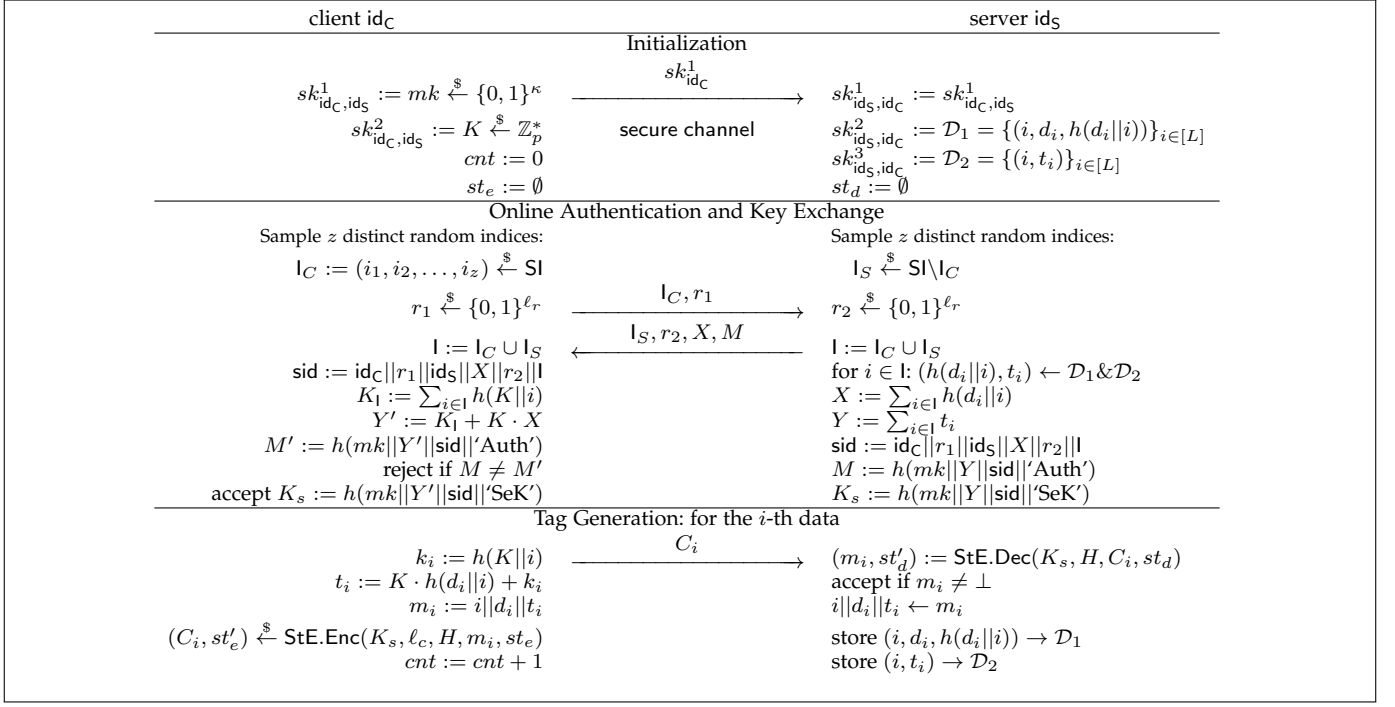 client id_C server id_S
Initialization
sk^1_{id_C}
sk^1_{id_C,id_S} := mk ←$ {0,1}^κ sk^1_{id_S,id_C} := sk^1_{id_C,id_S}
sk^2_{id_C,id_S} := K ←$ ℤ*_p secure channel sk^2_{id_S,id_C} := 𝒟_1 = {(i, d_i, h(d_i||i))}_{i∈[L]}
cnt := 0 sk^3_{id_S,id_C} := 𝒟_2 = {(i, t_i)}_{i∈[L]}
st_e := ∅ st_d := ∅
Online Authentication and Key Exchange
Sample z distinct random indices: Sample z distinct random indices:
I_C := (i_1, i_2, . . . , i_z) ←$ SI I_S ←$ SI\I_C
r_1 ←$ {0,1}^{ℓ_r} I_C, r_1 r_2 ←$ {0,1}^{ℓ_r}
I_S, r_2, X, M
I := I_C ∪ I_S I := I_C ∪ I_S
sid := id_C||r_1||id_S||X||r_2||I for i ∈ I: (h(d_i||i), t_i) ← 𝒟_1&𝒟_2
K_I := ∑_{i∈I} h(K||i) X := ∑_{i∈I} h(d_i||i)
Y' := K_I + K · X Y := ∑_{i∈I} t_i
M' := h(mk||Y'||sid||'Auth') sid := id_C||r_1||id_S||X||r_2||I
reject if M ≠ M' M := h(mk||Y||sid||'Auth')
accept K_s := h(mk||Y'||sid||'SeK') K_s := h(mk||Y||sid||'SeK')
Tag Generation: for the i-th data
k_i := h(K||i) C_i (m_i, st'_d) := StE.Dec(K_s, H, C_i, st_d)
t_i := K · h(d_i||i) + k_i accept if m_i ≠ ⊥
m_i := i||d_i||t_i i||d_i||t_i ← m_i
(C_i, st'_e) ←$ StE.Enc(K_s, ℓ_c, H, m_i, st_e) store (i, d_i, h(d_i||i)) → 𝒟_1
cnt := cnt + 1 store (i, t_i) → 𝒟_2